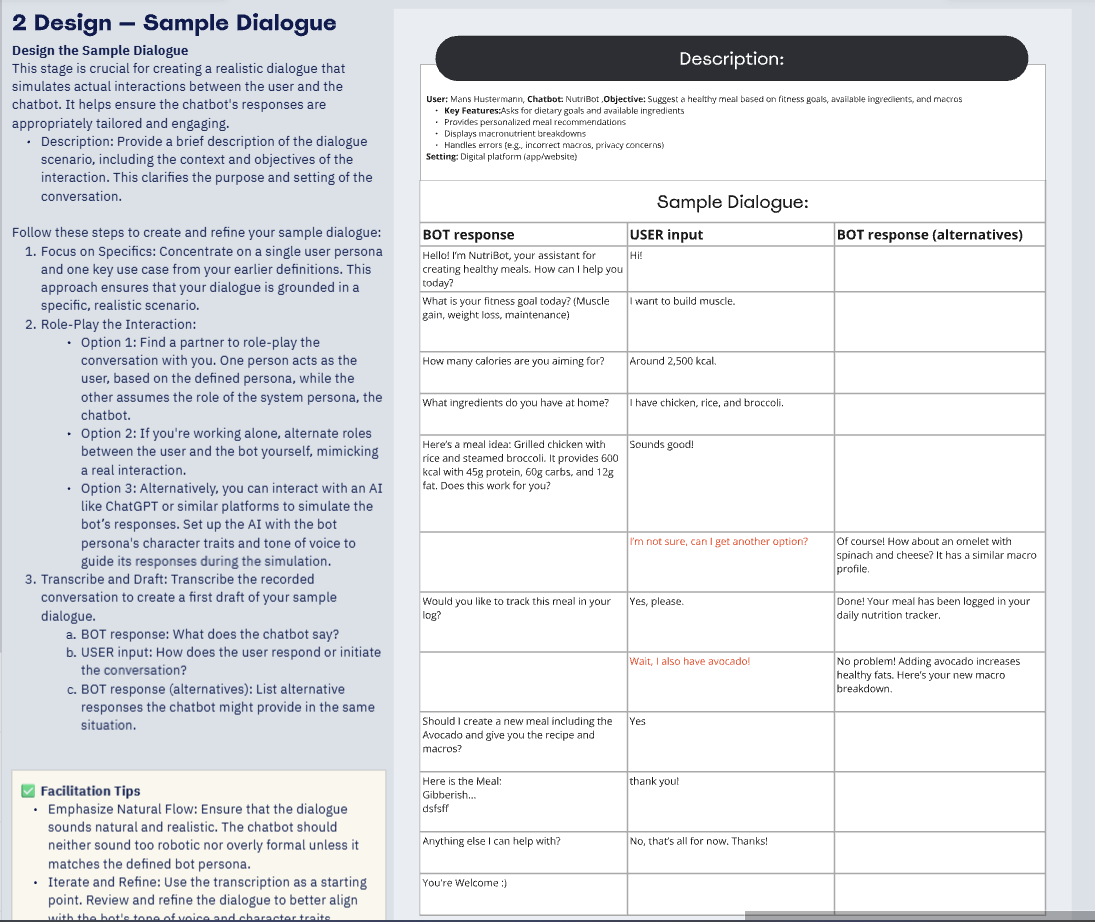 2 Design — Sample Dialogue
Design the Sample Dialogue
This stage is crucial for creating a realistic dialogue that
simulates actual interactions between the user and the
chatbot. It helps ensure the chatbot's responses are
appropriately tailored and engaging.
• Description: Provide a brief description of the dialogue
scenario, including the context and objectives of the
interaction. This clarifies the purpose and setting of the
conversation.
Follow these steps to create and refine your sample dialogue:
1. Focus on Specifics: Concentrate on a single user persona
and one key use case from your earlier definitions. This
approach ensures that your dialogue is grounded in a
specific, realistic scenario.
2. Role-Play the Interaction:
• Option 1: Find a partner to role-play the
conversation with you. One person acts as the
user, based on the defined persona, while the
other assumes the role of the system persona, the
chatbot.
• Option 2: If you're working alone, alternate roles
between the user and the bot yourself, mimicking
a real interaction.
• Option 3: Alternatively, you can interact with an AI
like ChatGPT or similar platforms to simulate the
bot's responses. Set up the AI with the bot
persona's character traits and tone of voice to
guide its responses during the simulation.
3. Transcribe and Draft: Transcribe the recorded
conversation to create a first draft of your sample
dialogue.
a. BOT response: What does the chatbot say?
b. USER input: How does the user respond or initiate
the conversation?
c. BOT response (alternatives): List alternative
responses the chatbot might provide in the same
situation.
✅ Facilitation Tips
• Emphasize Natural Flow: Ensure that the dialogue
sounds natural and realistic. The chatbot should
neither sound too robotic nor overly formal unless it
matches the defined bot persona.
• Iterate and Refine: Use the transcription as a starting
point. Review and refine the dialogue to better align
with the bot's tone of voice and character traits
Description:
User: Mans Hustermann, Chatbot: NutriBot ,Objective: Suggest a healthy meal based on fitness goals, available ingredients, and macros
• Key Features:Asks for dietary goals and available ingredients
• Provides personalized meal recommendations
• Displays macronutrient breakdowns
• Handles errors (e.g., incorrect macros, privacy concerns)
Setting: Digital platform (app/website)
Sample Dialogue:
BOT response
USER input
BOT response (alternatives)
Hello! I'm NutriBot, your assistant for
creating healthy meals. How can I help you
today?
Hi!
What is your fitness goal today? (Muscle
gain, weight loss, maintenance)
I want to build muscle.
How many calories are you aiming for?
Around 2,500 kcal.
What ingredients do you have at home?
I have chicken, rice, and broccoli.
Here's a meal idea: Grilled chicken with
rice and steamed broccoli. It provides 600
kcal with 45g protein, 60g carbs, and 12g
fat. Does this work for you?
Sounds good!
I'm not sure, can I get another option?
Of course! How about an omelet with
spinach and cheese? It has a similar macro
profile.
Would you like to track this meal in your
log?
Yes, please.
Done! Your meal has been logged in your
daily nutrition tracker.
Wait, I also have avocado!
No problem! Adding avocado increases
healthy fats. Here's your new macro
breakdown.
Should I create a new meal including the
Avocado and give you the recipe and
macros?
Yes
Here is the Meal:
Gibberish...
dsfsff
thank you!
Anything else I can help with?
No, that's all for now. Thanks!
You're Welcome :)